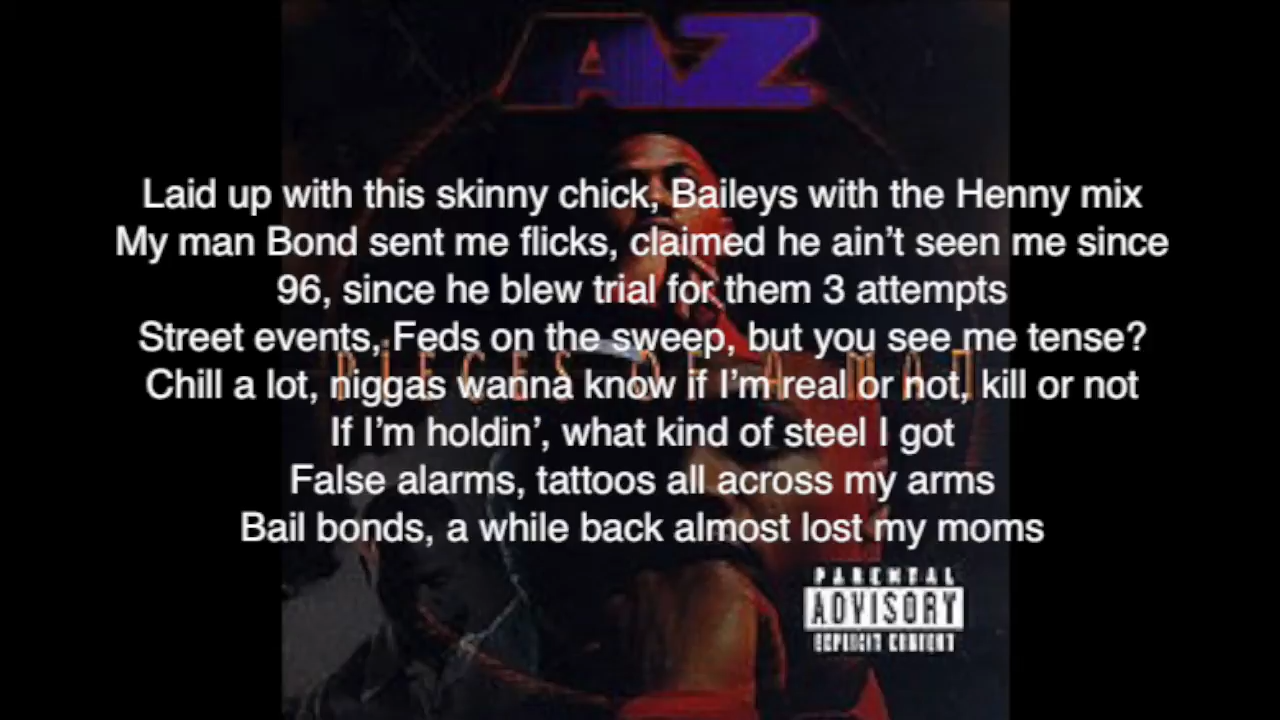 AZ
Laid up with this skinny chick, Baileys with the Henny mix
My man Bond sent me flicks, claimed he ain’t seen me since
96, since he blew trial for them 3 attempts
Street events, Feds on the sweep, but you see me tense?
PIECES OF A MAN
Chill a lot, niggas wanna know if I’m real or not, kill or not
If I’m holdin’, what kind of steel I got
False alarms, tattoos all across my arms
Bail bonds, a while back almost lost my moms
PARENTAL
ADVISORY
EXPLICIT CONTENT